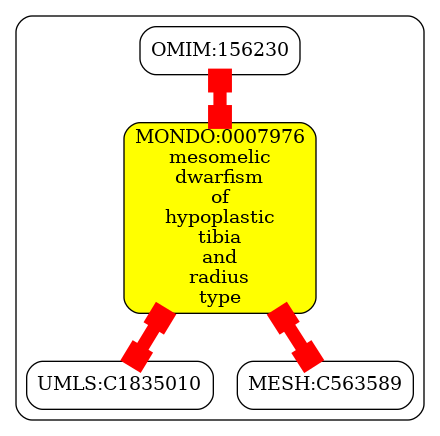 OMIM:156230
MONDO:0007976
mesomelic
dwarfism
of
hypoplastic
tibia
and
radius
type
UMLS:C1835010
MESH:C563589